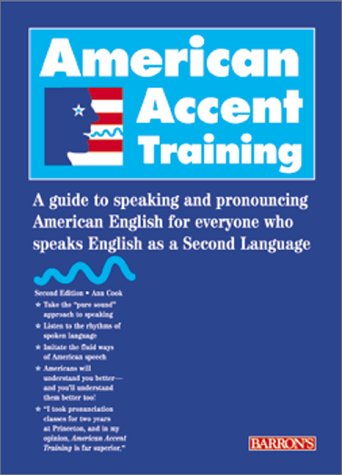 American
Accent
Training
A guide to speaking and pronouncing
American English for everyone who
speaks English as a Second Language
Second Edition • Ann Cook
★ Take the "pure sound"
approach to speaking
★ Listen to the rhythms of
spoken language
★ Imitate the fluid ways
of American speech
★ Americans will
understand you better—
and you'll understand
them better too!
★ "I took pronunciation
classes for two years
at Princeton, and in my
opinion, American Accent
Training is far superior."
BARRON'S